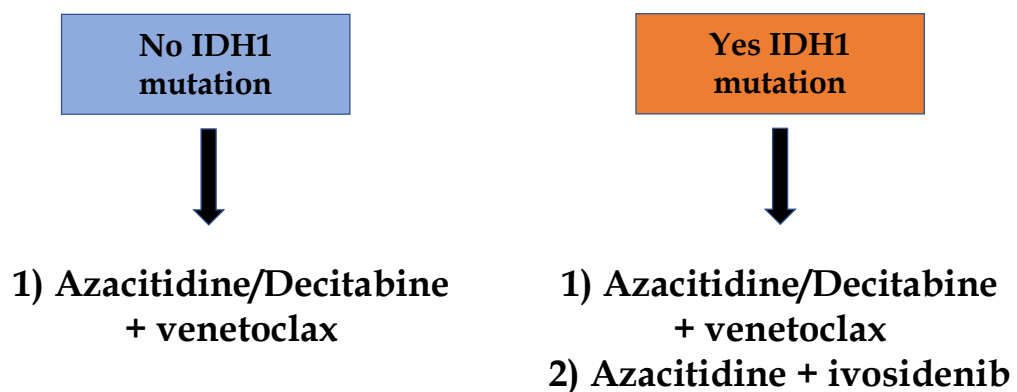 No IDH1
mutation
Yes IDH1
mutation
1) Azacitidine/Decitabine
+ venetoclax
1) Azacitidine/Decitabine
+ venetoclax
2) Azacitidine + ivosidenib